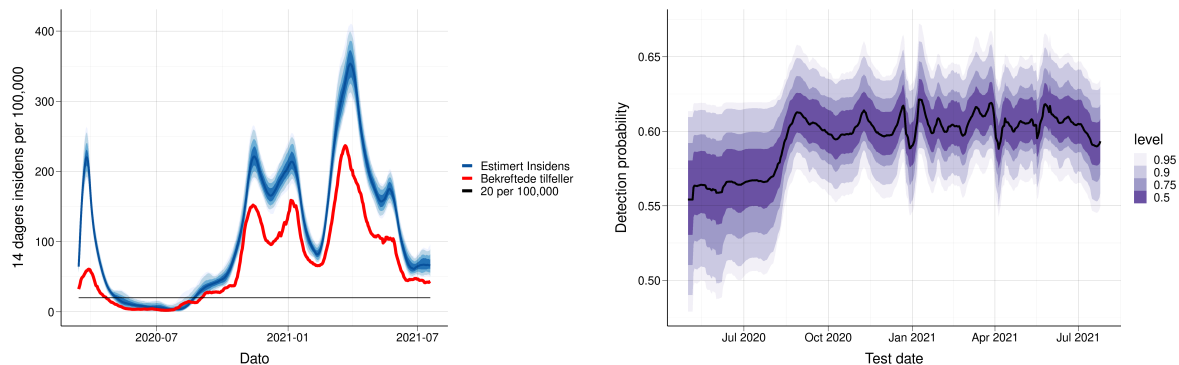 14 dagers insidens per 100,000
400
300
200
100
0
2020-07
2021-01
2021-07
Dato
Estimert Insidens
Bekreftede tilfeller
20 per 100,000
Detection probability
0.65
0.60
0.55
0.50
Jul 2020
Oct 2020
Jan 2021
Apr 2021
Jul 2021
Test date
level
0.95
0.9
0.75
0.5